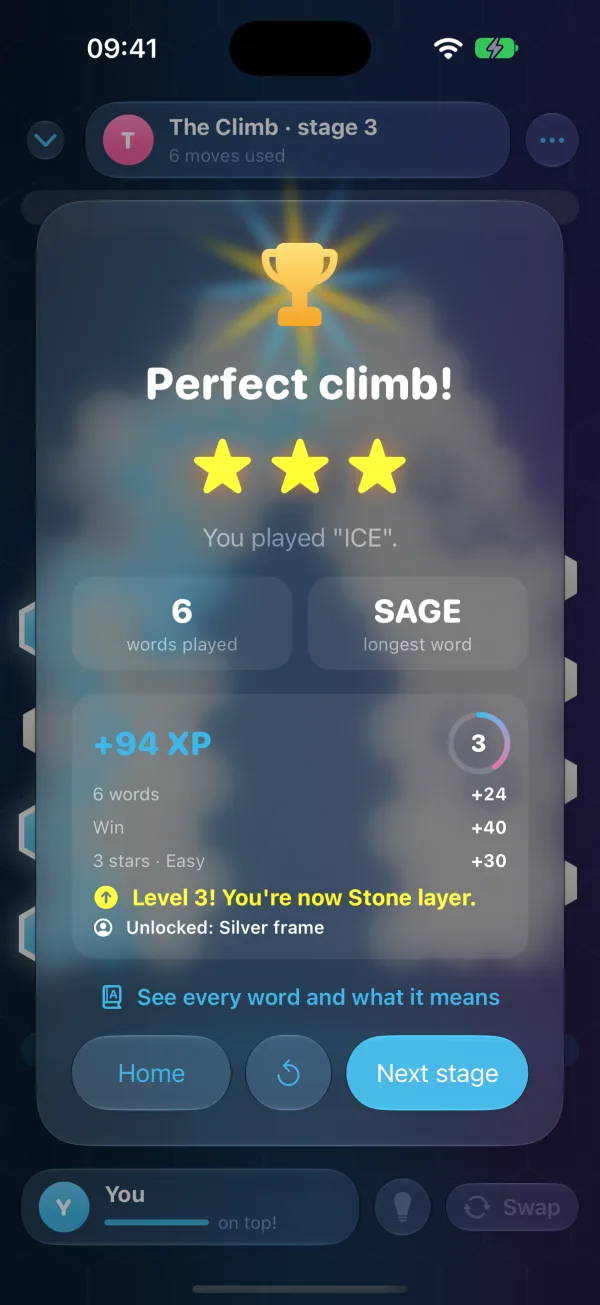 09:41
T
The Climb · stage 3
6 moves used
Perfect climb!
You played "ICE".
6
words played
SAGE
longest word
+94 XP
3
6 words
+24
Win
+40
3 stars · Easy
+30
Level 3! You're now Stone layer.
Unlocked: Silver frame
A
See every word and what it means
Home
Next stage
Y
You
on top!
Swap